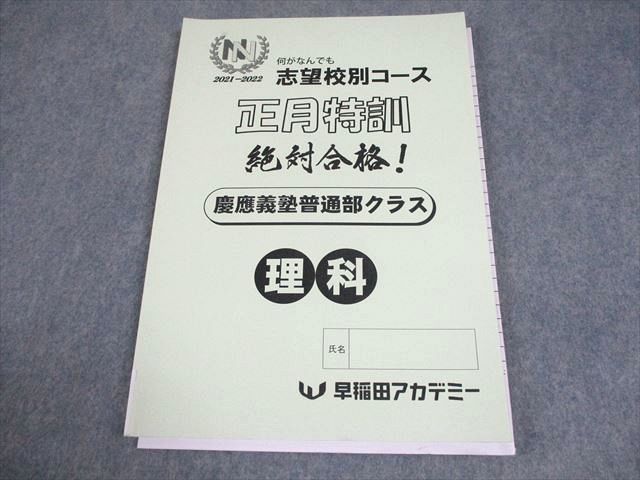 NN
2021-2022
何がなんでも
志望校別コース
正月特訓
絶対合格！
慶應義塾普通部クラス
理科
氏名
早稲田アカデミー